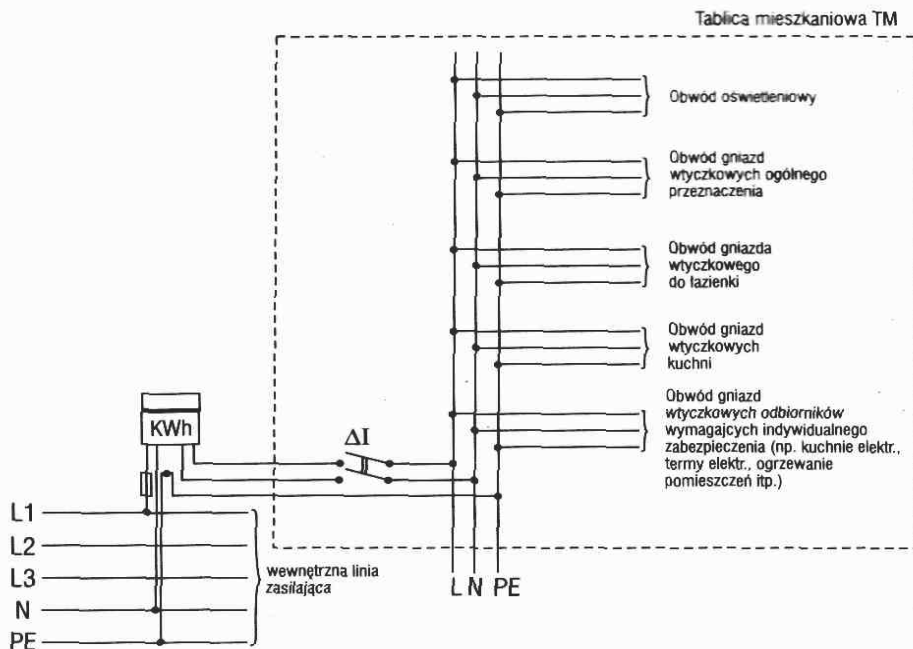 Tablica mieszkaniowa TM
Obwód oświetleniowy
Obwód gniazd
wtyczkowych ogólnego
przeznaczenia
Obwód gniazda
wtyczkowego
do łazienki
Obwód gniazd
wtyczkowych
kuchni
Obwód gniazd
wtyczkowych odbiorników
wymagajcych indywidualnego
zabezpieczenia (np. kuchnie elektr.,
termy elektr., ogrzewanie
pomieszczeń itp.)
KWh
ΔI
L1
L2
L3
N
PE
wewnętrzna linia
zasilająca
L N PE